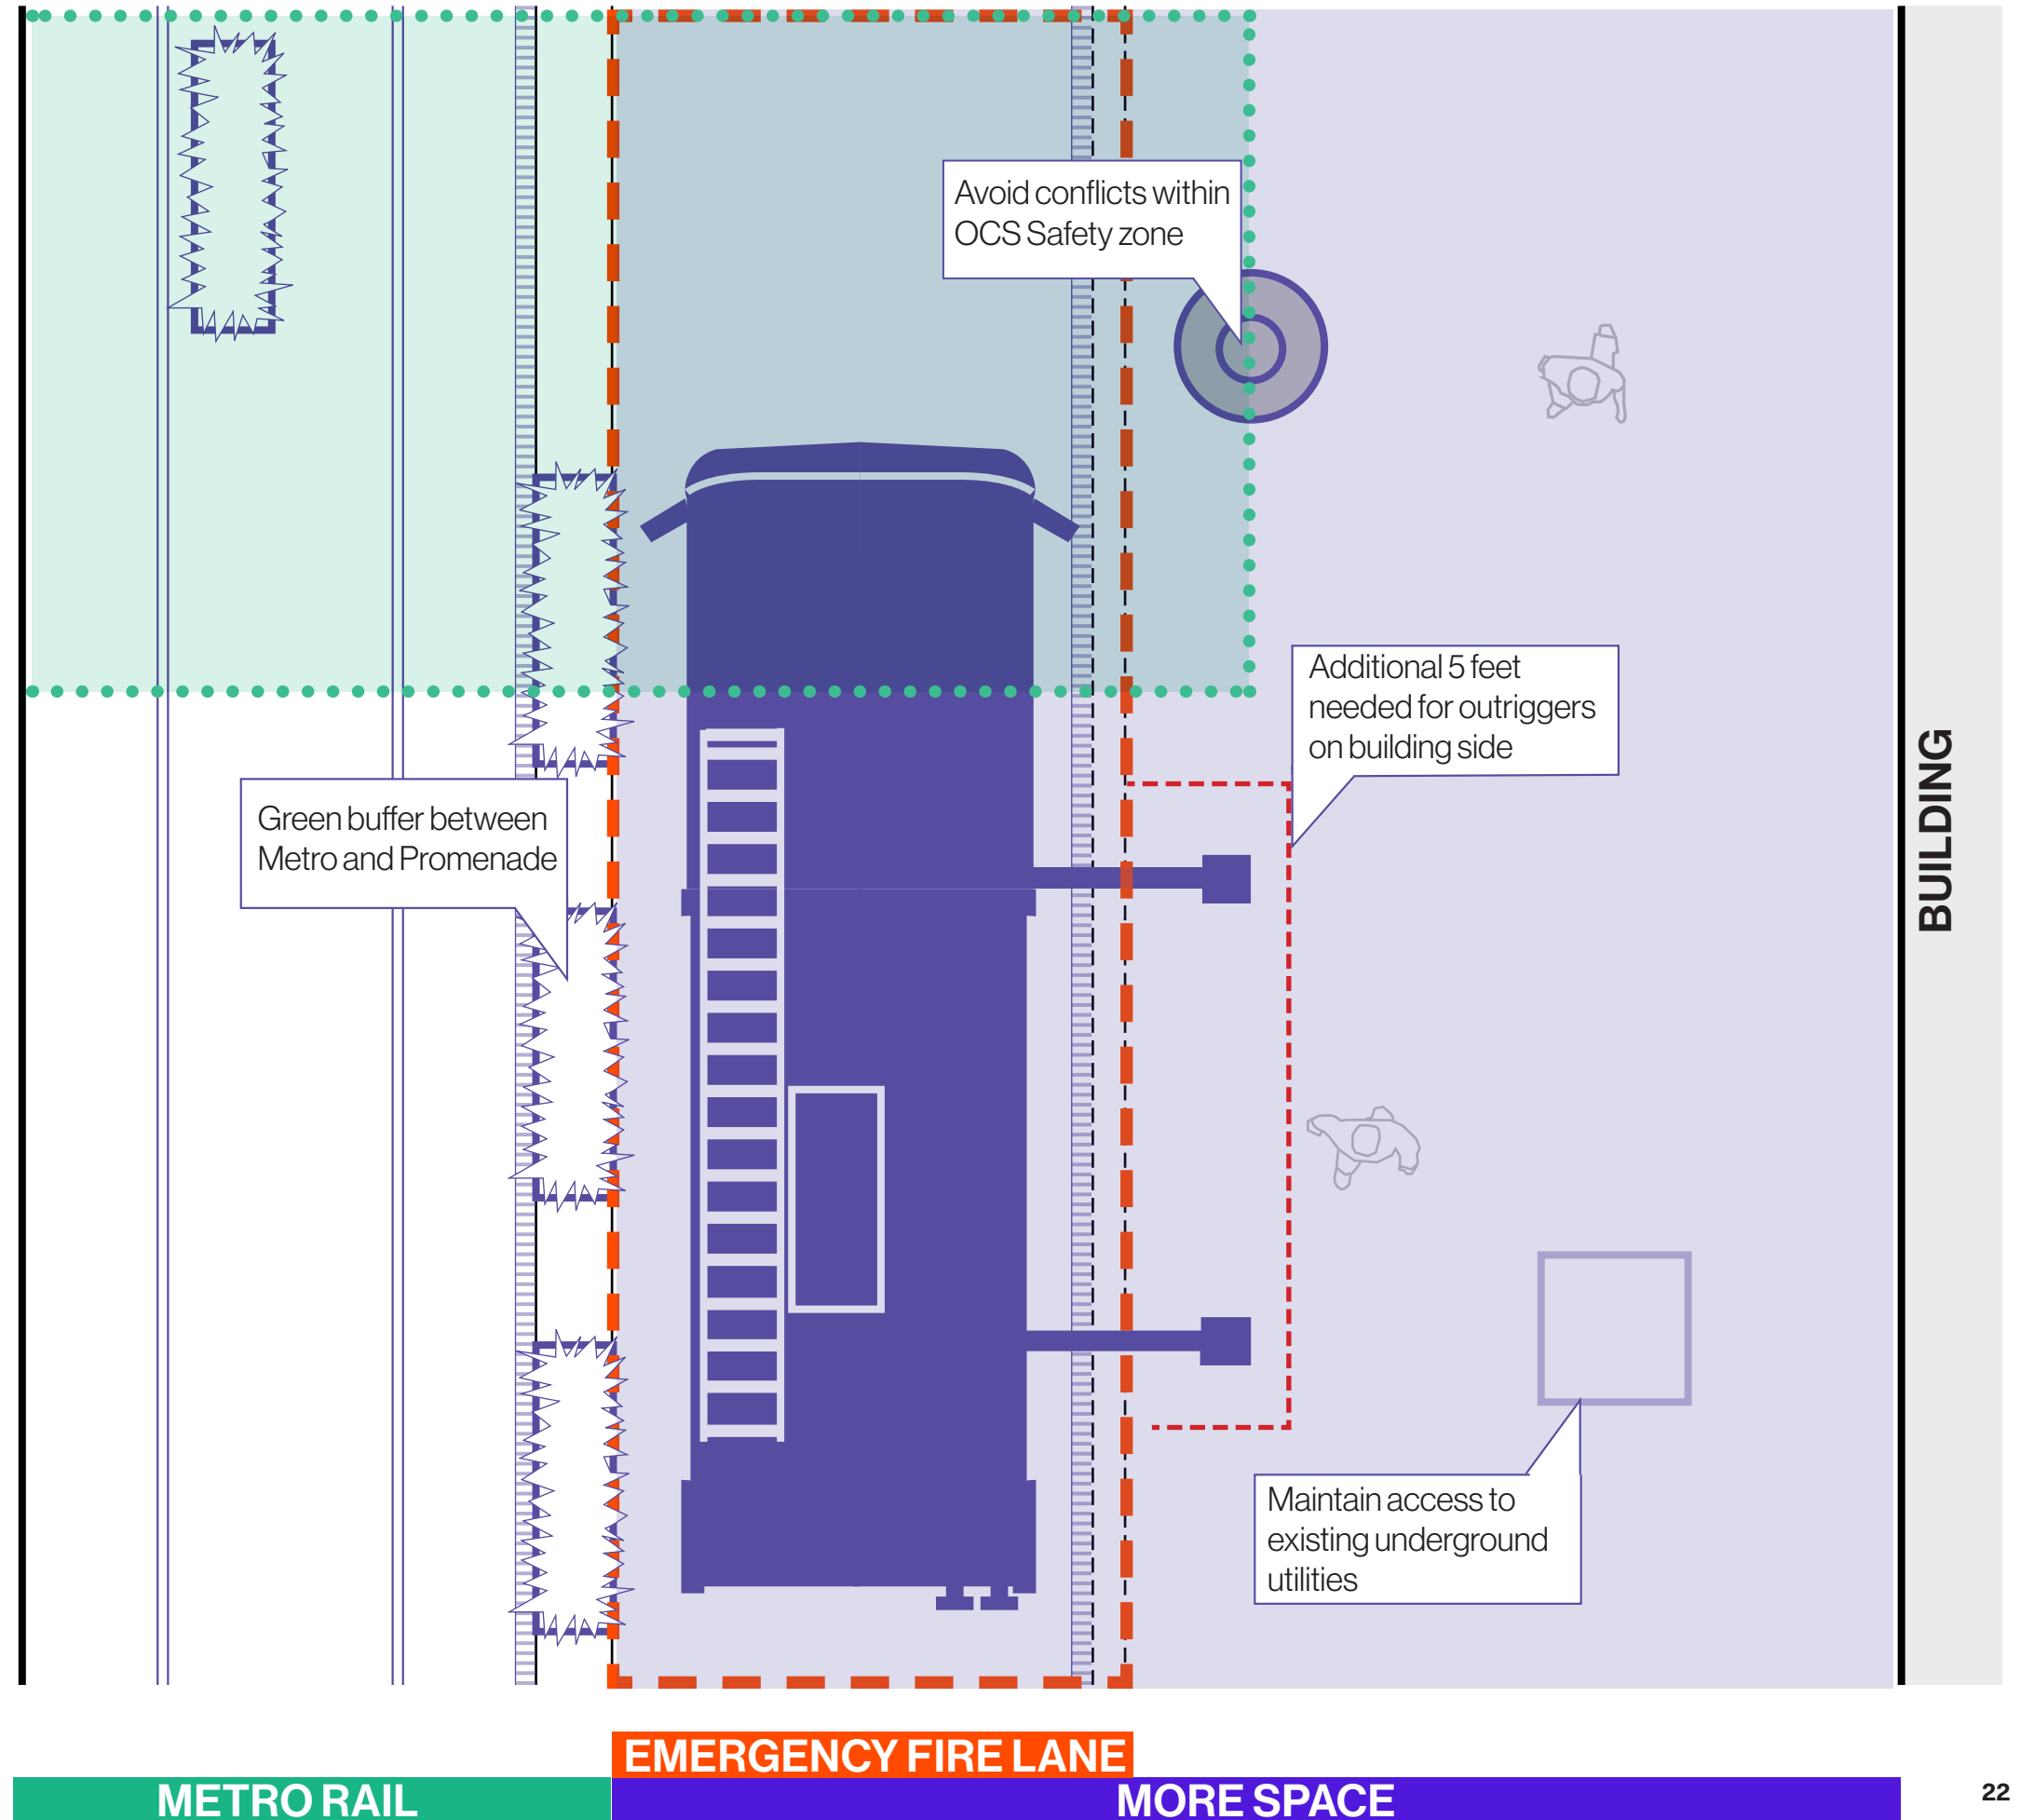 Avoid conflicts within
OCS Safety zone
Additional 5 feet
needed for outriggers
on building side
BUILDING
Green buffer between
Metro and Promenade
Maintain access to
existing underground
utilities
EMERGENCY FIRE LANE
METRO RAIL
MORE SPACE
22